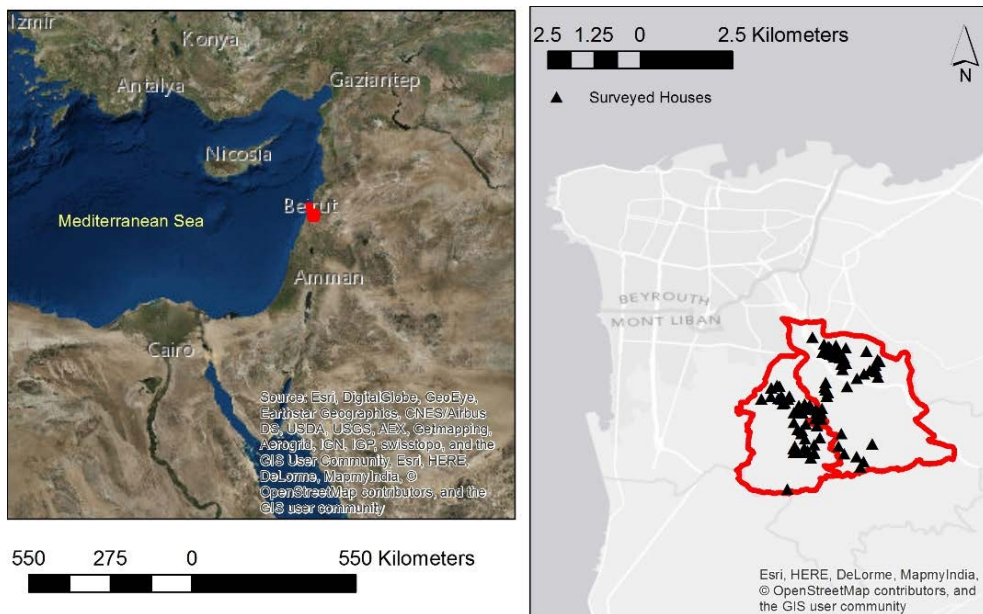 Izmir
Konya
Gaziantep
Antalya
Nicosia
Beirut
Mediterranean Sea
Amman
Cairo
Source: Esri, DigitalGlobe, GeoEye,
Earthstar Geographics, CNES/Airbus
DS, USDA, USGS, AEX, Getmapping,
Aerogrid, IGN, IGP, swisstopo, and the
GIS User Community, Esri, HERE,
DeLorme, MapmyIndia, ©
OpenStreetMap contributors, and the
GIS user community
550 275 0 550 Kilometers
2.5 1.25 0 2.5 Kilometers
N
Surveyed Houses
BEYROUTH
MONT LIBAN
Esri, HERE, DeLorme, MapmyIndia,
© OpenStreetMap contributors, and
the GIS user community